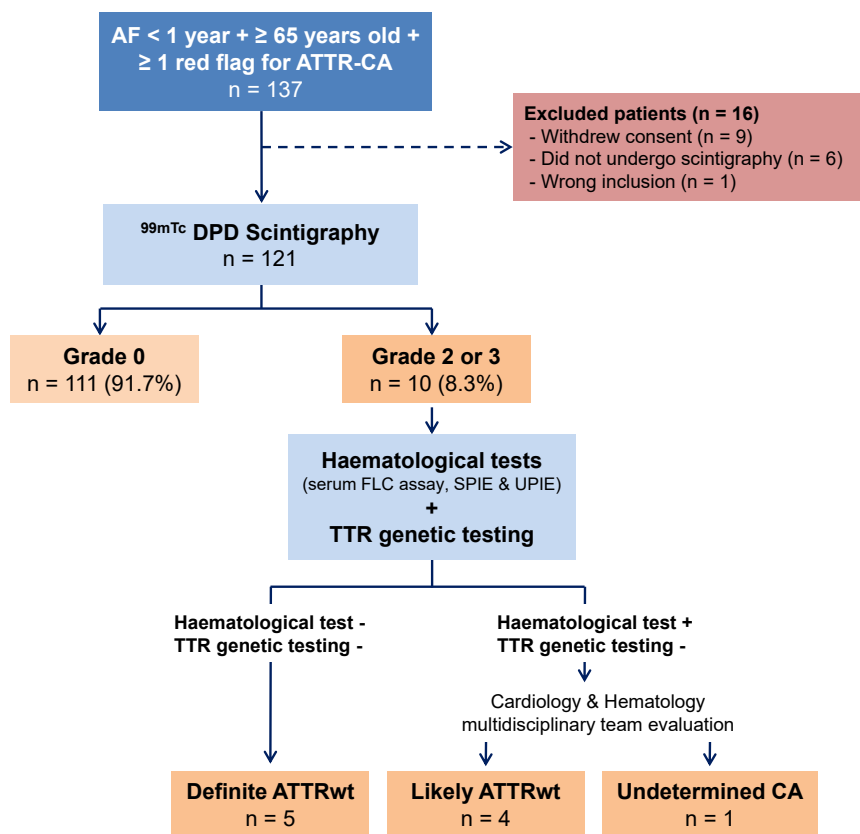 AF < 1 year + ≥ 65 years old +
≥ 1 red flag for ATTR-CA
n = 137
Excluded patients (n = 16)
- Withdrew consent (n = 9)
- Did not undergo scintigraphy (n = 6)
- Wrong inclusion (n = 1)
99mTc DPD Scintigraphy
n = 121
Grade 0
n = 111 (91.7%)
Grade 2 or 3
n = 10 (8.3%)
Haematological tests
(serum FLC assay, SPIE & UPIE)
+
TTR genetic testing
Haematological test -
TTR genetic testing -
Haematological test +
TTR genetic testing -
Cardiology & Hematology
multidisciplinary team evaluation
Definite ATTRwt
n = 5
Likely ATTRwt
n = 4
Undetermined CA
n = 1